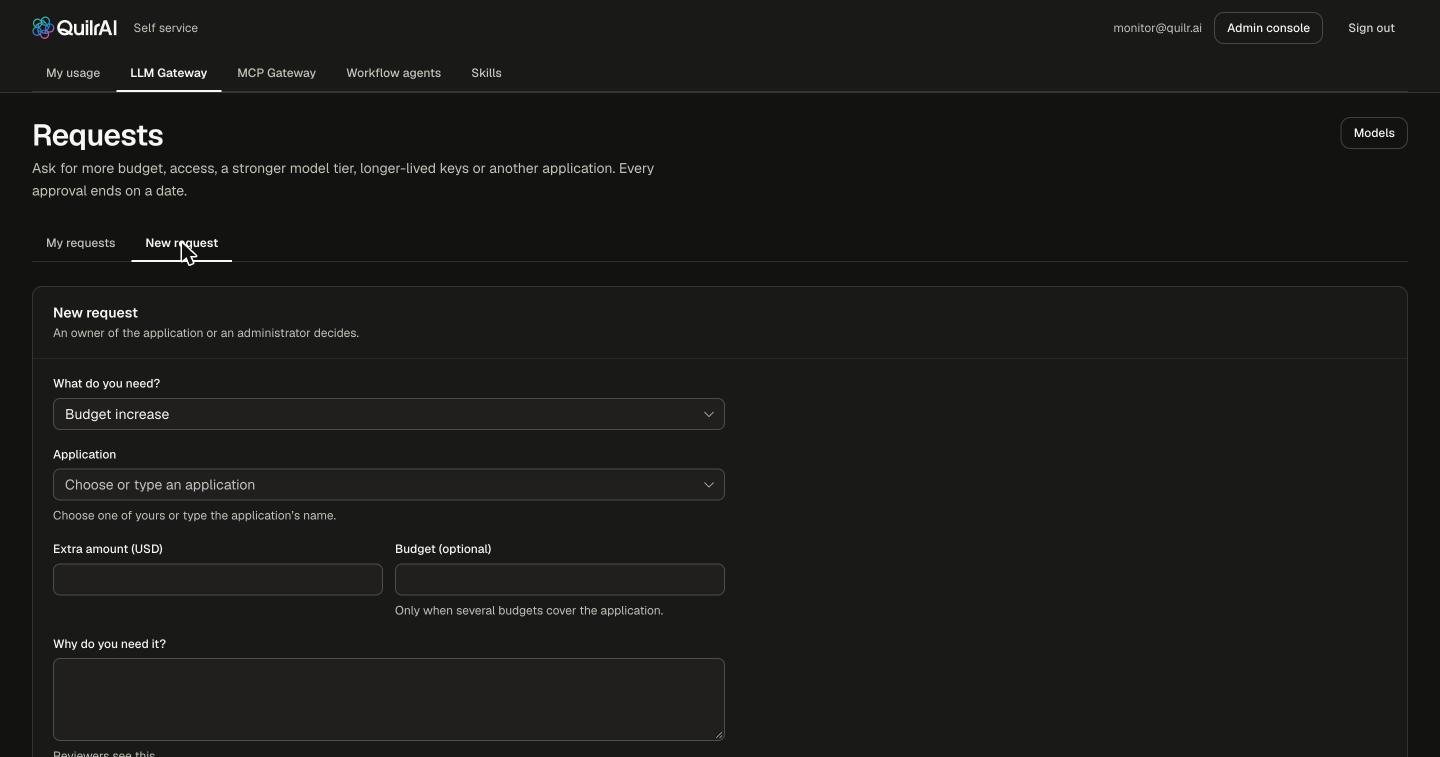 QuilrAI Self service monitor@quilr.ai Admin console Sign out
My usage LLM Gateway MCP Gateway Workflow agents Skills
Requests Models
Ask for more budget, access, a stronger model tier, longer-lived keys or another application. Every
approval ends on a date.
My requests New request
New request
An owner of the application or an administrator decides.
What do you need?
Budget increase
Application
Choose or type an application
Choose one of yours or type the application's name.
Extra amount (USD) Budget (optional)
Only when several budgets cover the application.
Why do you need it?
Reviewers see this.